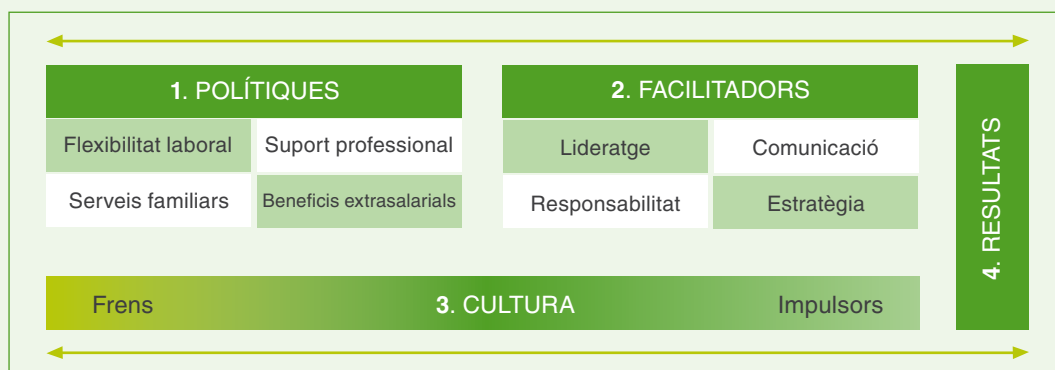 1. POLÍTIQUES
Flexibilitat laboral
Suport professional
Serveis familiars
Beneficis extrasalarials
2. FACILITADORS
Lideratge
Comunicació
Responsabilitat
Estratègia
Frens
3. CULTURA
Impulsors
4. RESULTATS